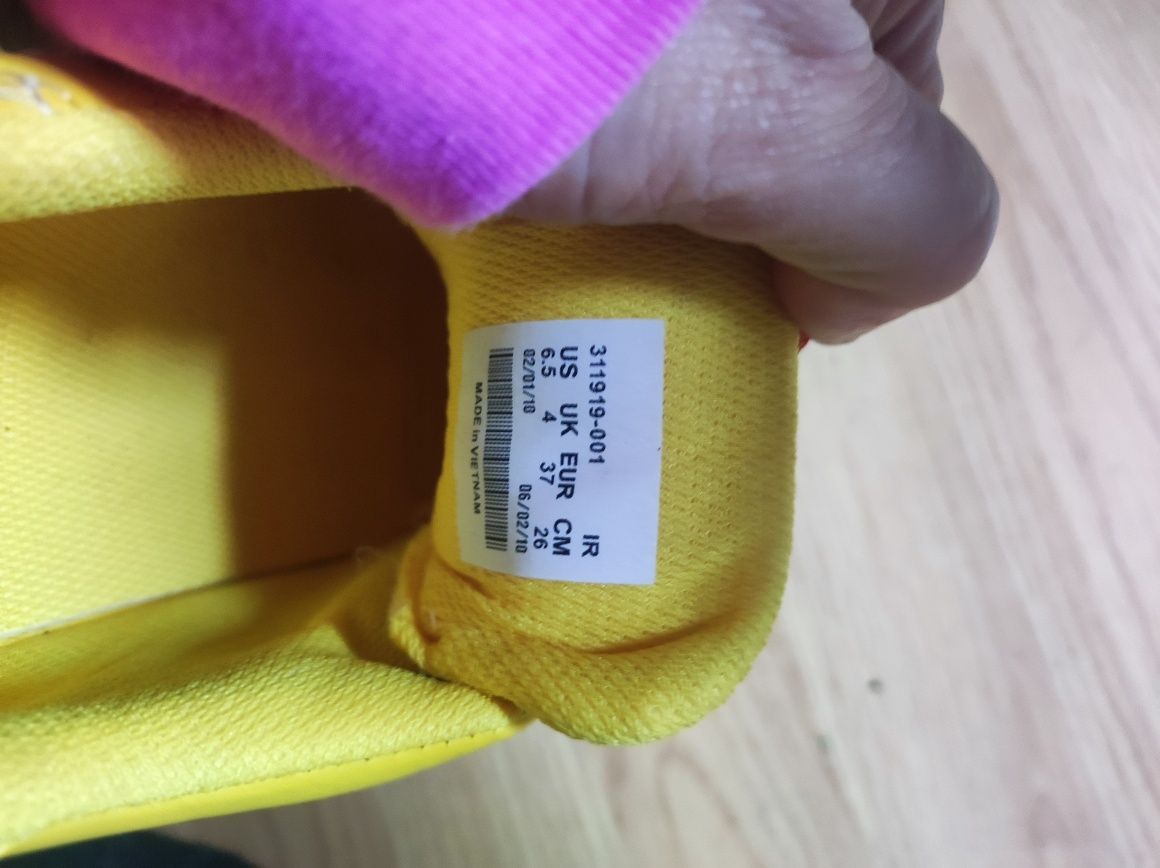 311919-001 IR
US UK EUR CM
6.5 4 37 26
02/01/10 06/02/10
MADE in VIETNAM